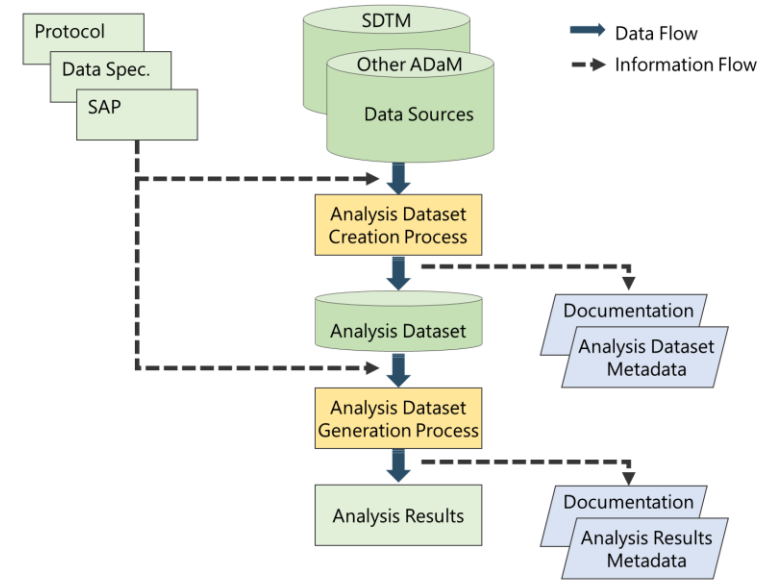 Protocol
Data Spec.
SAP
SDTM
Other ADaM
Data Sources
Data Flow
Information Flow
Analysis Dataset
Creation Process
Analysis Dataset
Documentation
Analysis Dataset
Metadata
Analysis Dataset
Generation Process
Analysis Results
Documentation
Analysis Results
Metadata